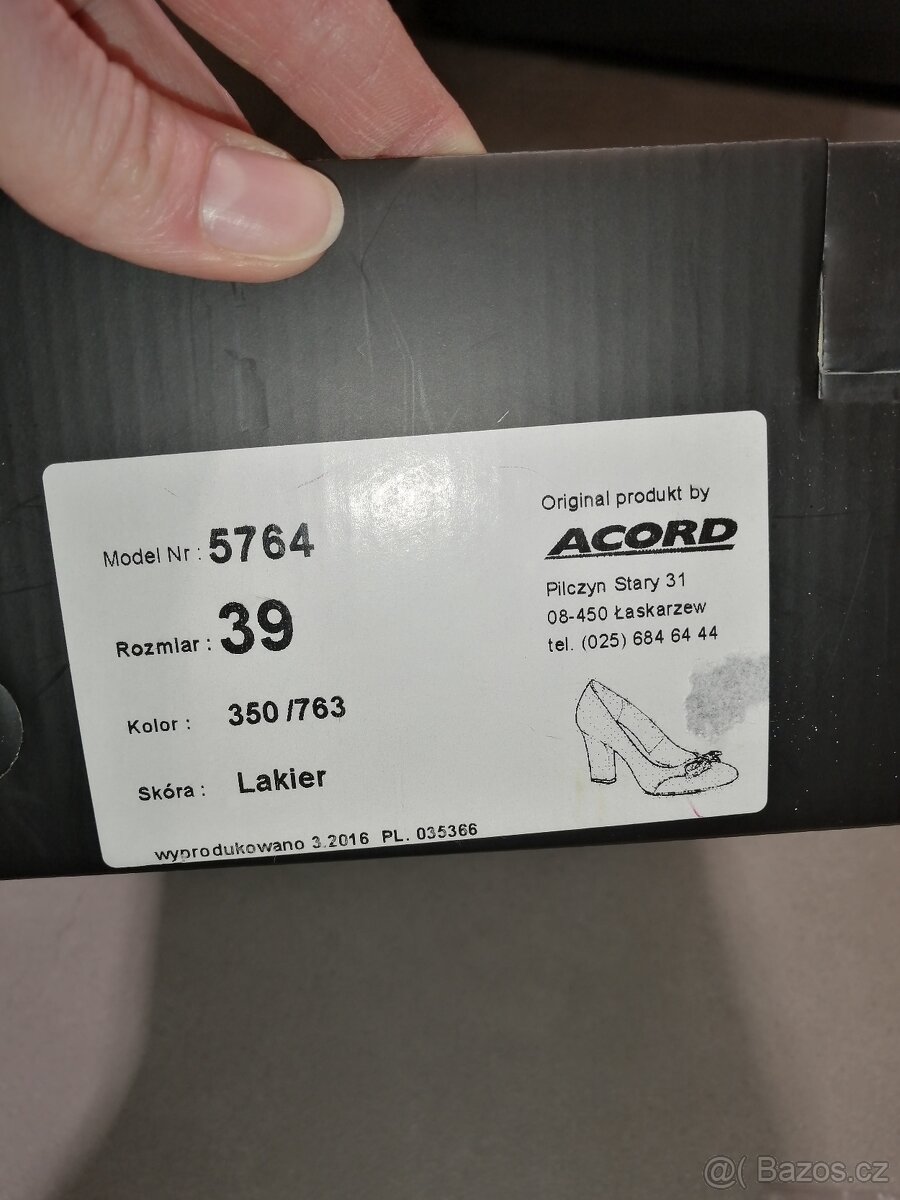 Model Nr : 5764
Rozmiar : 39
Kolor : 350 /763
Skóra : Lakier
wyprodukowano 3.2016 PL. 035366
Original produkt by
ACORD
Pilczyn Stary 31
08-450 Łaskarzew
tel. (025) 684 64 44
@( Bazos.cz